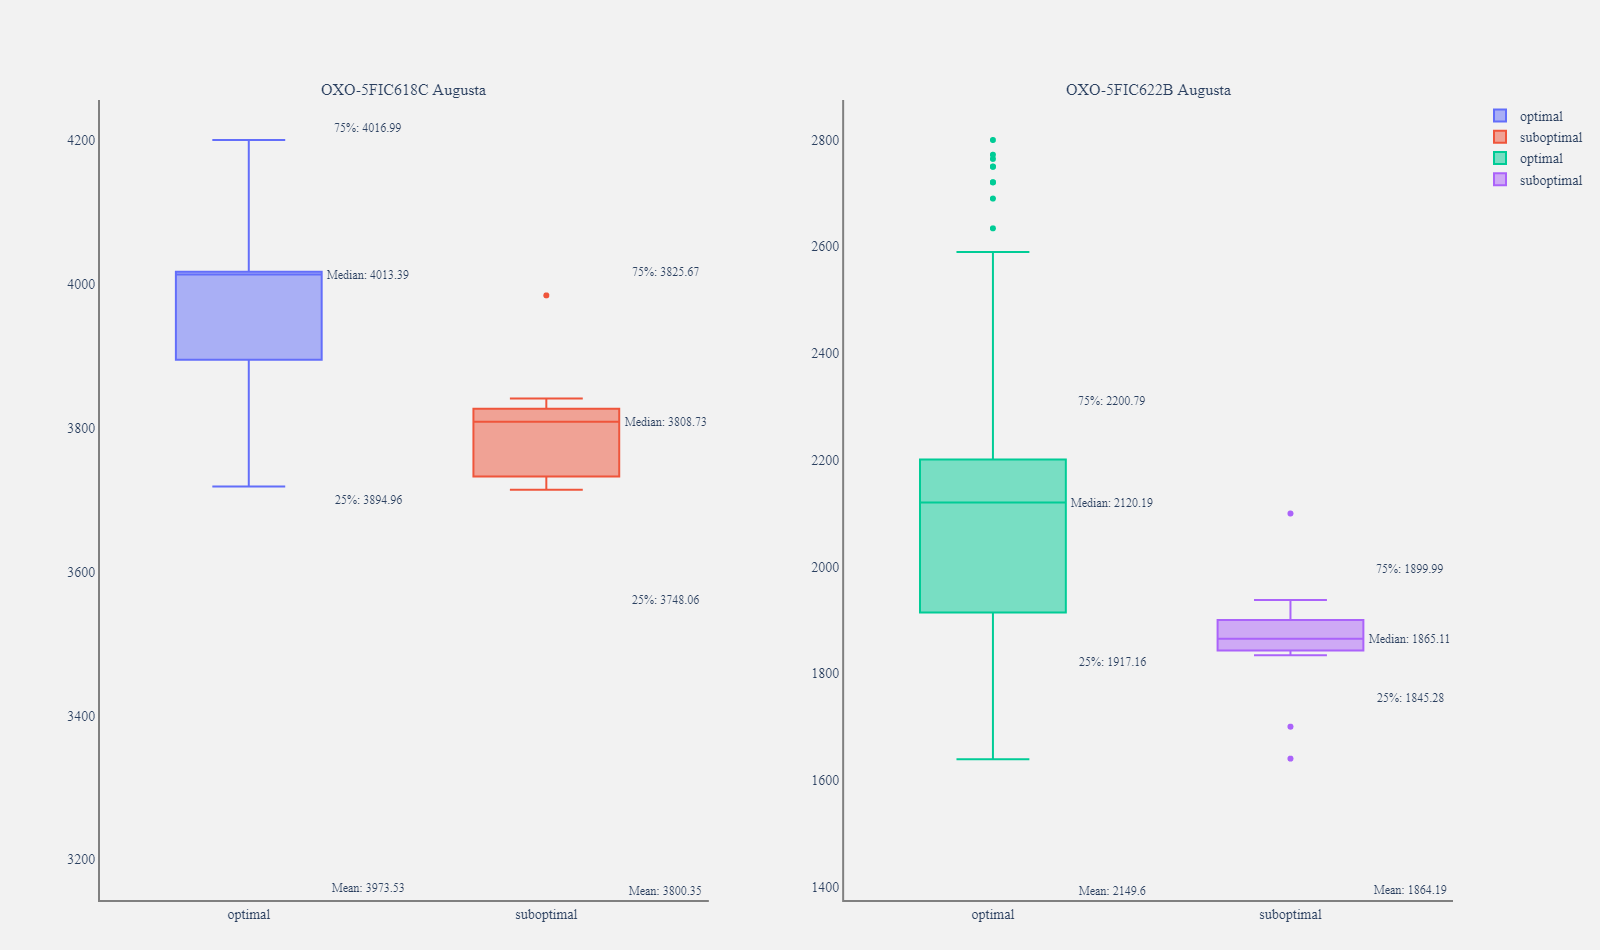 OXO-5FIC618C Augusta
4200
4000
3800
3600
3400
3200
75%: 4016.99
Median: 4013.39
25%: 3894.96
Mean: 3973.53
75%: 3825.67
Median: 3808.73
25%: 3748.06
Mean: 3800.35
optimal
suboptimal
OXO-5FIC622B Augusta
2800
2600
2400
2200
2000
1800
1600
1400
75%: 2200.79
Median: 2120.19
25%: 1917.16
Mean: 2149.6
75%: 1899.99
Median: 1865.11
25%: 1845.28
Mean: 1864.19
optimal
suboptimal
optimal
suboptimal
optimal
suboptimal